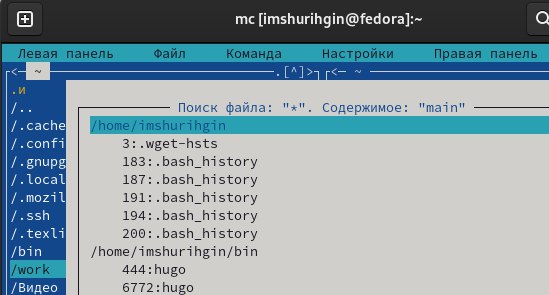 mc [imshurihgin@fedora]:~
Левая панель Файл Команда Настройки Правая панель
<─ ~ .[^]> <─ ~
.и
/..
Поиск файла: "*". Содержимое: "main"
/.cache
/home/imshurihgin
/.confi
3:.wget-hsts
/.gnupg
183:.bash_history
/.local
187:.bash_history
/.mozil
191:.bash_history
/.ssh
194:.bash_history
/.texli
200:.bash_history
/bin
/home/imshurihgin/bin
/work
444:hugo
/Видео
6772:hugo